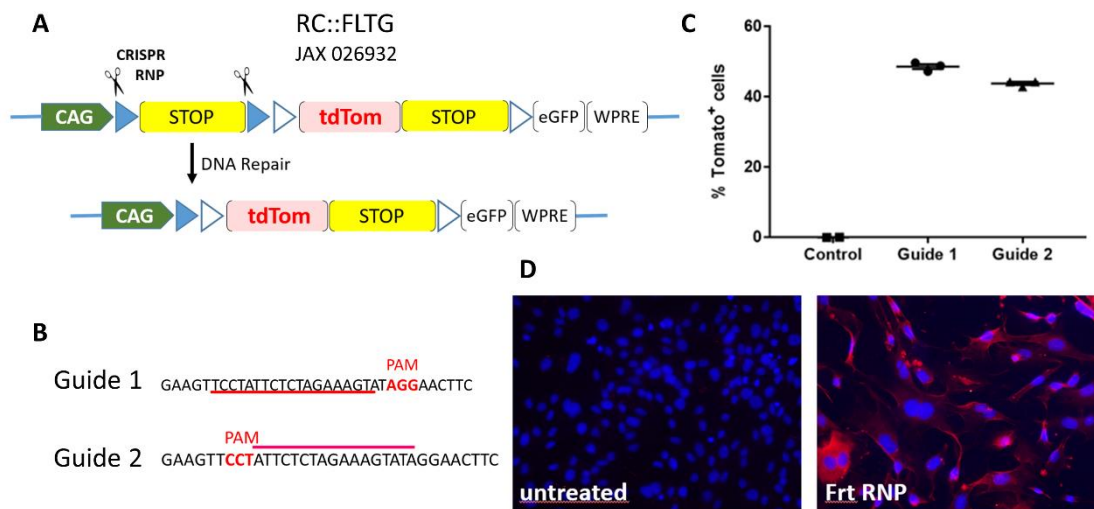 A
RC::FLTG
JAX 026932
CRISPR
RNP
CAG
STOP
tdTom
STOP
eGFP
WPRE
DNA Repair
CAG
tdTom
STOP
eGFP
WPRE
B
PAM
Guide 1
GAAGTTCCTATTCTCTAGAAAGTATAGGAACTTC
PAM
Guide 2
GAAGTTCCTATTCTCTAGAAAGTATAGGAACTTC
C
% Tomato+ cells
60
40
20
0
Control
Guide 1
Guide 2
D
untreated
Frt RNP